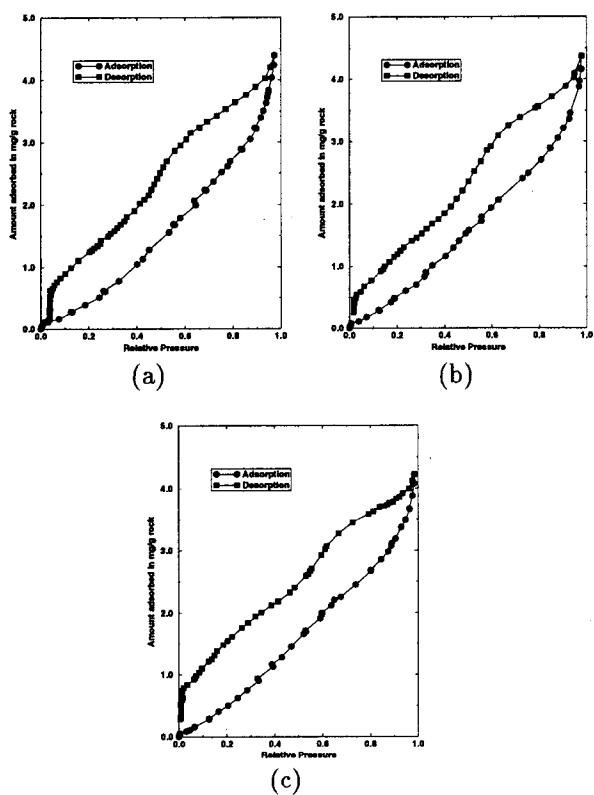 5.0
4.0
3.0
2.0
1.0
0.0
Amount adsorbed in mg/g rock
Adsorption
Desorption
0.0 0.2 0.4 0.6 0.8 1.0
Relative Pressure
(a)
5.0
4.0
3.0
2.0
1.0
0.0
Amount adsorbed in mg/g rock
Adsorption
Desorption
0.0 0.2 0.4 0.6 0.8 1.0
Relative Pressure
(b)
5.0
4.0
3.0
2.0
1.0
0.0
Amount adsorbed in mg/g rock
Adsorption
Desorption
0.0 0.2 0.4 0.6 0.8 1.0
Relative Pressure
(c)